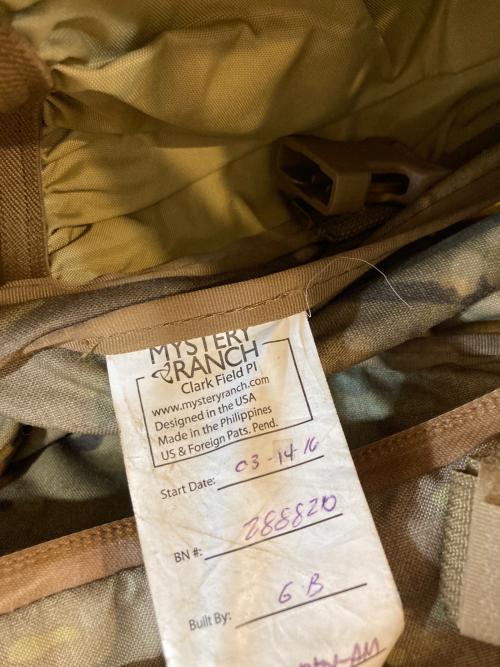 MYSTERY
RANCH
Clark Field PI
www.mysteryranch.com
Designed in the USA
Made in the Philippines
US & Foreign Pats. Pend.
Start Date: 03-14 16
BN #: 288820
Built By: G B